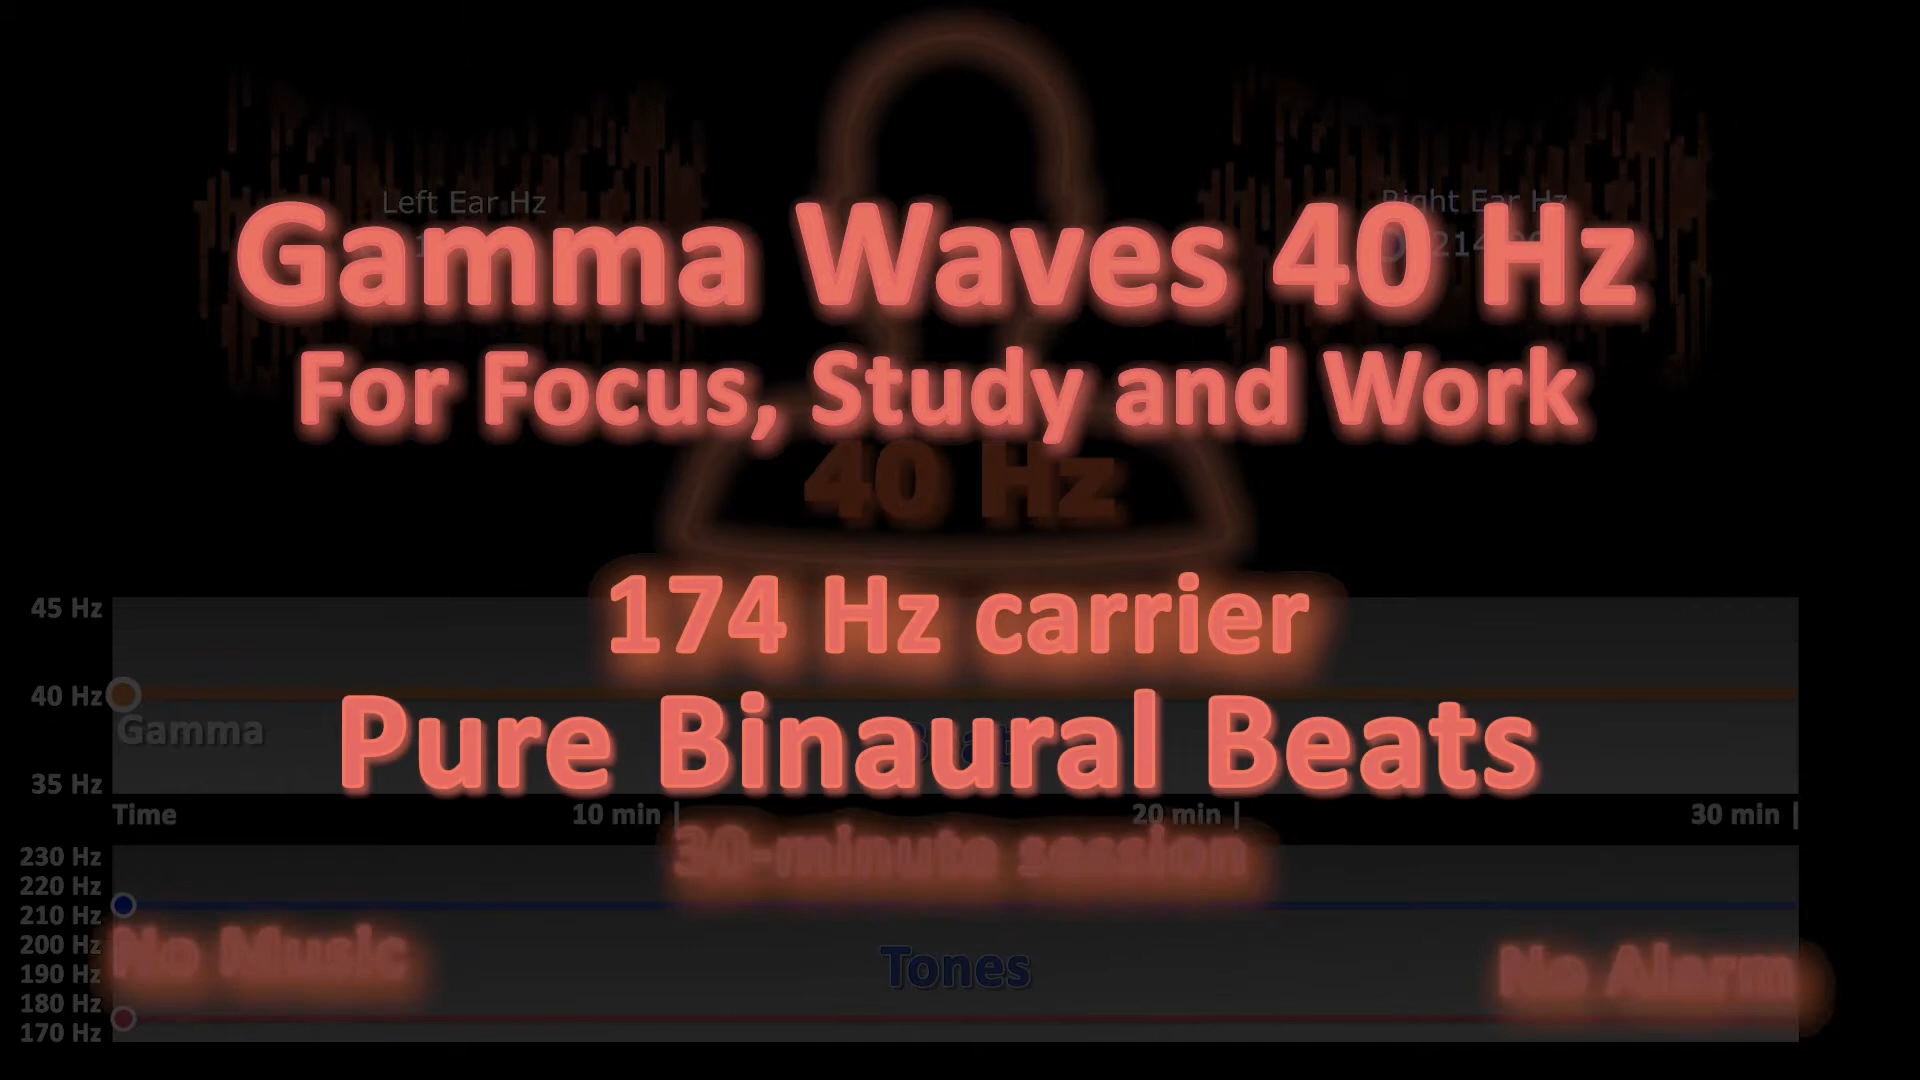 Left Ear Hz
Right Ear Hz
Gamma Waves 40 Hz
For Focus, Study and Work
40 Hz
174 Hz carrier
Pure Binaural Beats
45 Hz
40 Hz
Gamma
35 Hz
Time
10 min |
20 min |
30 min |
30-minute session
230 Hz
220 Hz
210 Hz
200 Hz
190 Hz
180 Hz
170 Hz
No Music
Tones
No Alarm